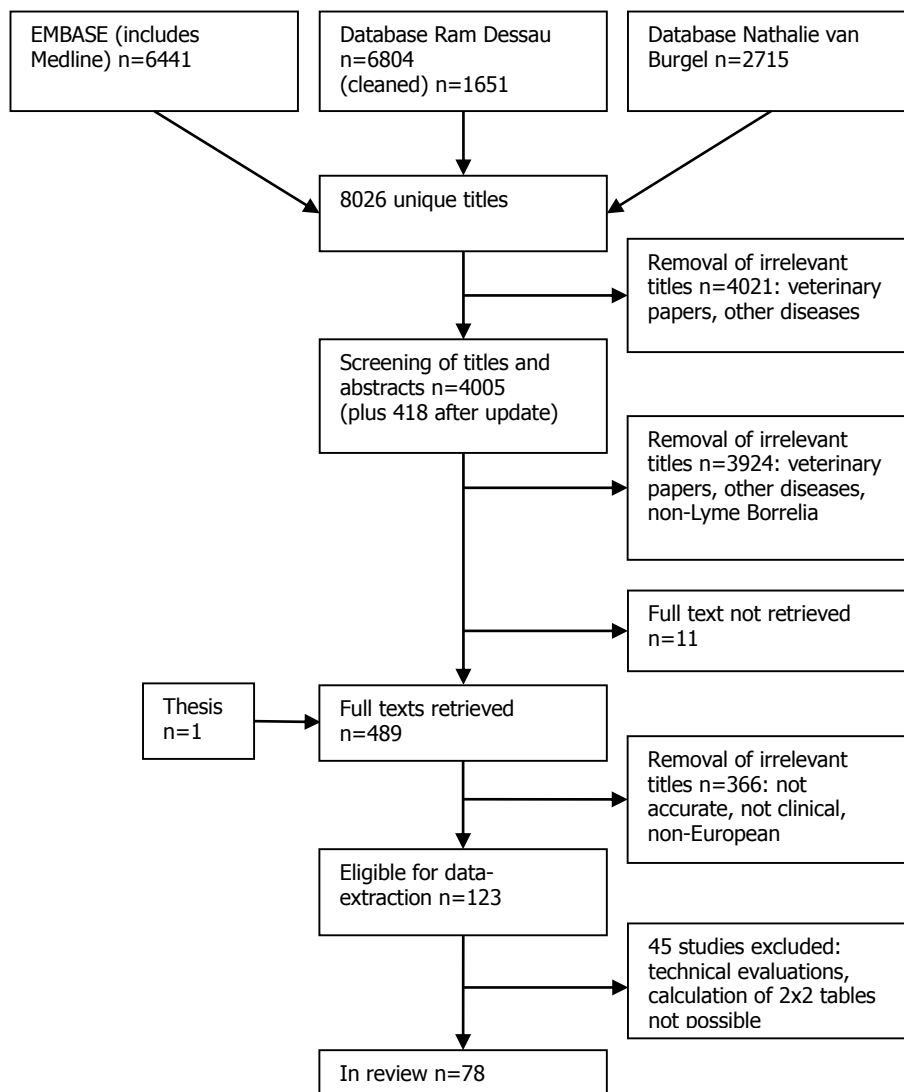 EMBASE (includes
Medline) n=6441
Database Ram Dessau
n=6804
(cleaned) n=1651
Database Nathalie van
Burgel n=2715
8026 unique titles
Removal of irrelevant
titles n=4021: veterinary
papers, other diseases
Screening of titles and
abstracts n=4005
(plus 418 after update)
Removal of irrelevant
titles n=3924: veterinary
papers, other diseases,
non-Lyme Borrelia
Full text not retrieved
n=11
Thesis
n=1
Full texts retrieved
n=489
Removal of irrelevant
titles n=366: not
accurate, not clinical,
non-European
Eligible for data-
extraction n=123
45 studies excluded:
technical evaluations,
calculation of 2x2 tables
not possible
In review n=78